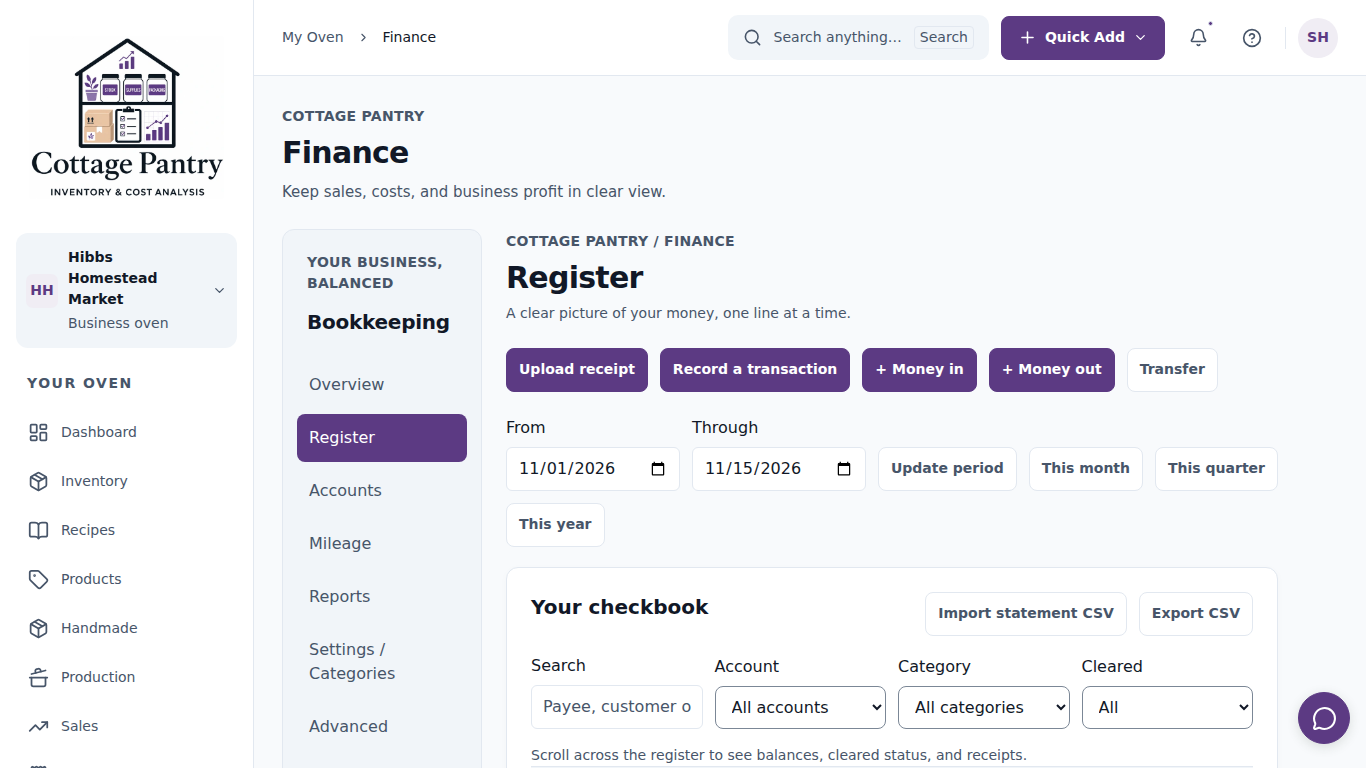 Cottage Pantry
INVENTORY & COST ANALYSIS
HH
Hibbs
Homestead
Market
Business oven
YOUR OVEN
Dashboard
Inventory
Recipes
Products
Handmade
Production
Sales
My Oven > Finance
Search anything... Search
+ Quick Add
SH
COTTAGE PANTRY
Finance
Keep sales, costs, and business profit in clear view.
YOUR BUSINESS,
BALANCED
Bookkeeping
Overview
Register
Accounts
Mileage
Reports
Settings /
Categories
Advanced
COTTAGE PANTRY / FINANCE
Register
A clear picture of your money, one line at a time.
Upload receipt Record a transaction + Money in + Money out Transfer
From Through
11/01/2026 11/15/2026 Update period This month This quarter
This year
Your checkbook Import statement CSV Export CSV
Search Account Category Cleared
Payee, customer o All accounts All categories All
Scroll across the register to see balances, cleared status, and receipts.